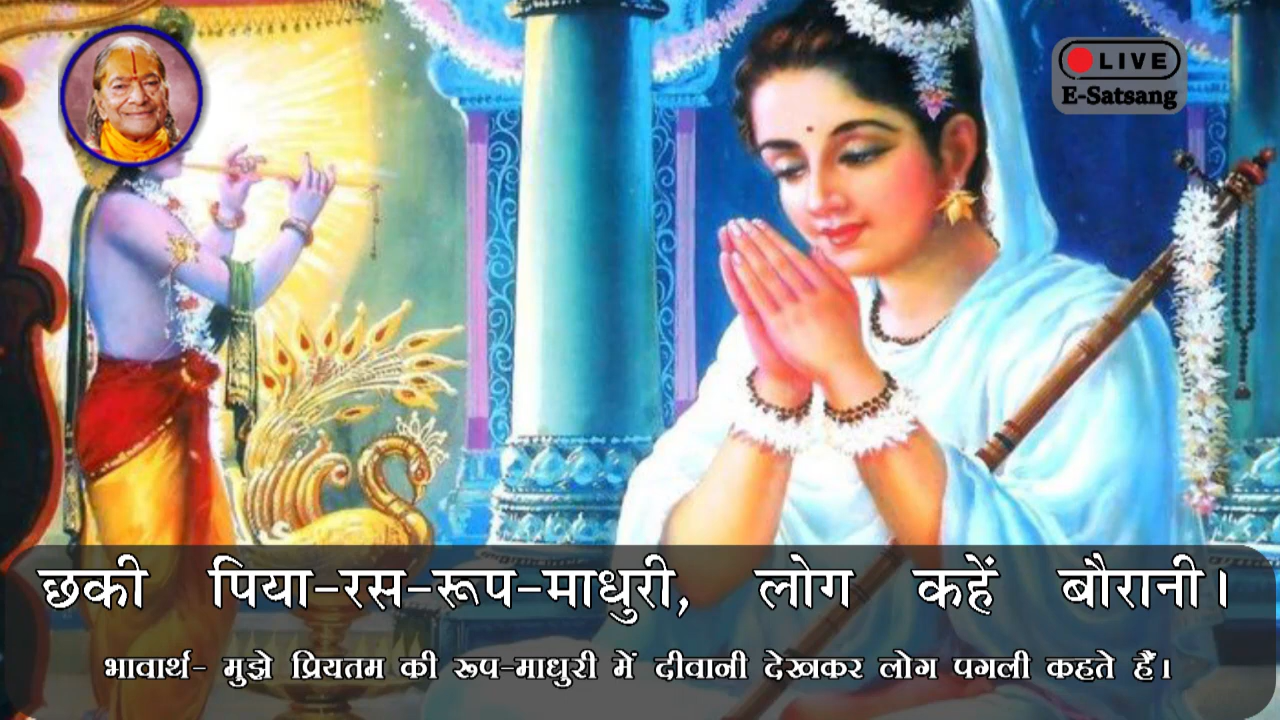 LIVE
E-Satsang
छकी पिया-रस-रूप-माधुरी, लोग कहें बौरानी।
भावार्थ- मुझे प्रियतम की रूप-माधुरी में दीवानी देखकर लोग पगली कहते हैं।